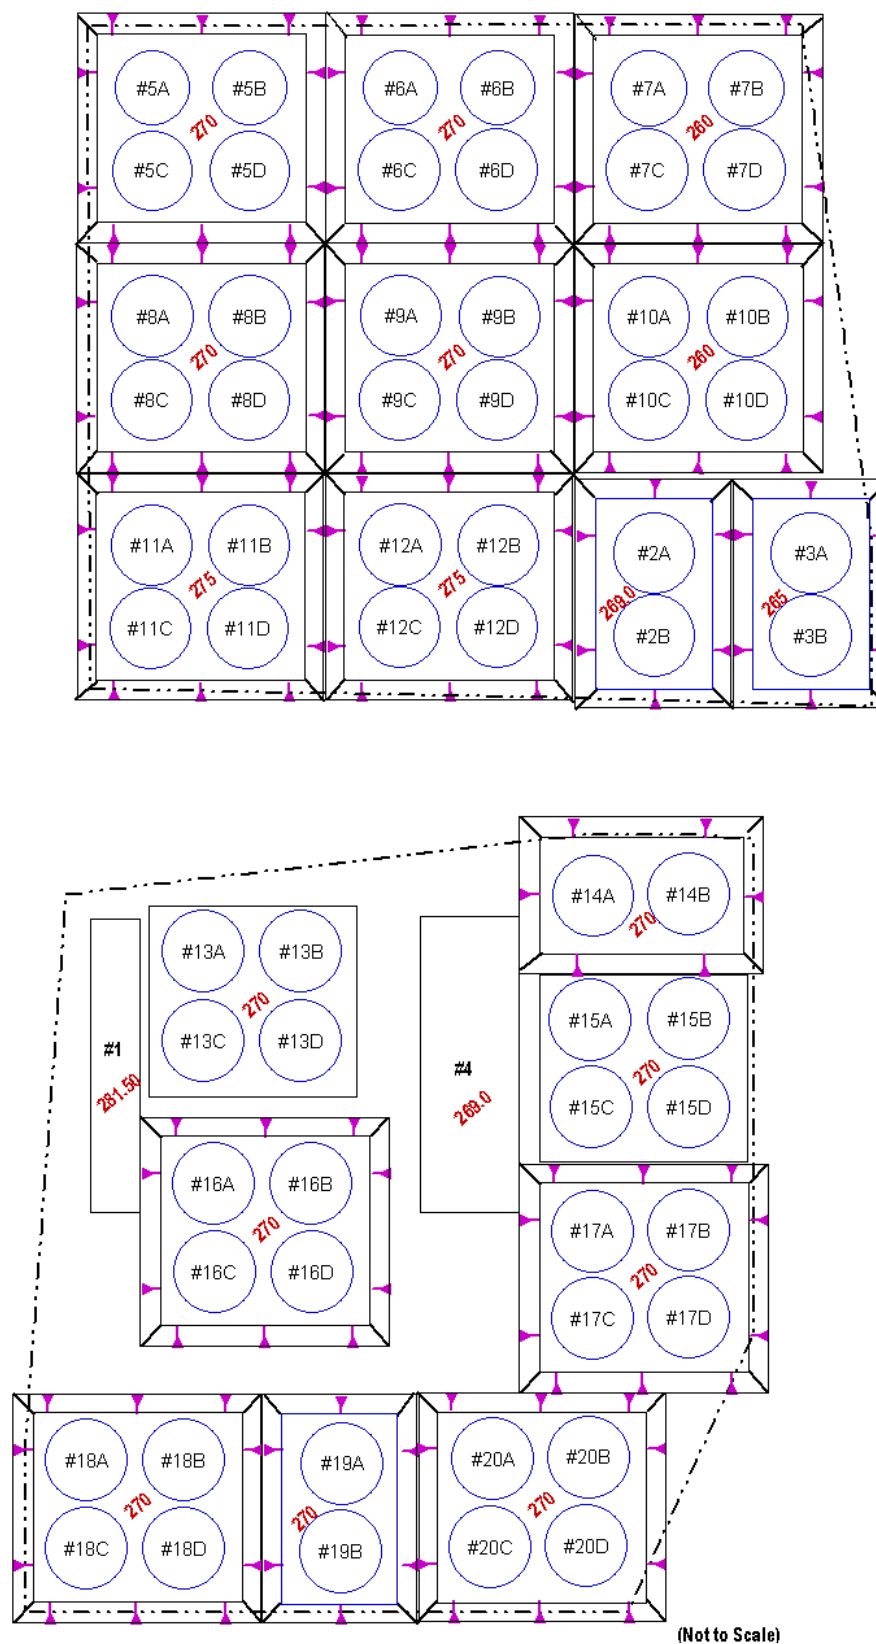 #5A #5B #6A #6B #7A #7B
270 270 260
#5C #5D #6C #6D #7C #7D
#8A #8B #9A #9B #10A #10B
270 270 260
#8C #8D #9C #9D #10C #10D
#11A #11B #12A #12B #2A #3A
275 275 269.0 265
#11C #11D #12C #12D #2B #3B
#14A #14B
270
#13A #13B
270
#13C #13D
#15A #15B
270
#15C #15D
#1
281.50
#4
269.0
#16A #16B
270
#16C #16D
#17A #17B
270
#17C #17D
#18A #18B #19A #20A #20B
270 270 270
#18C #18D #19B #20C #20D
(Not to Scale)